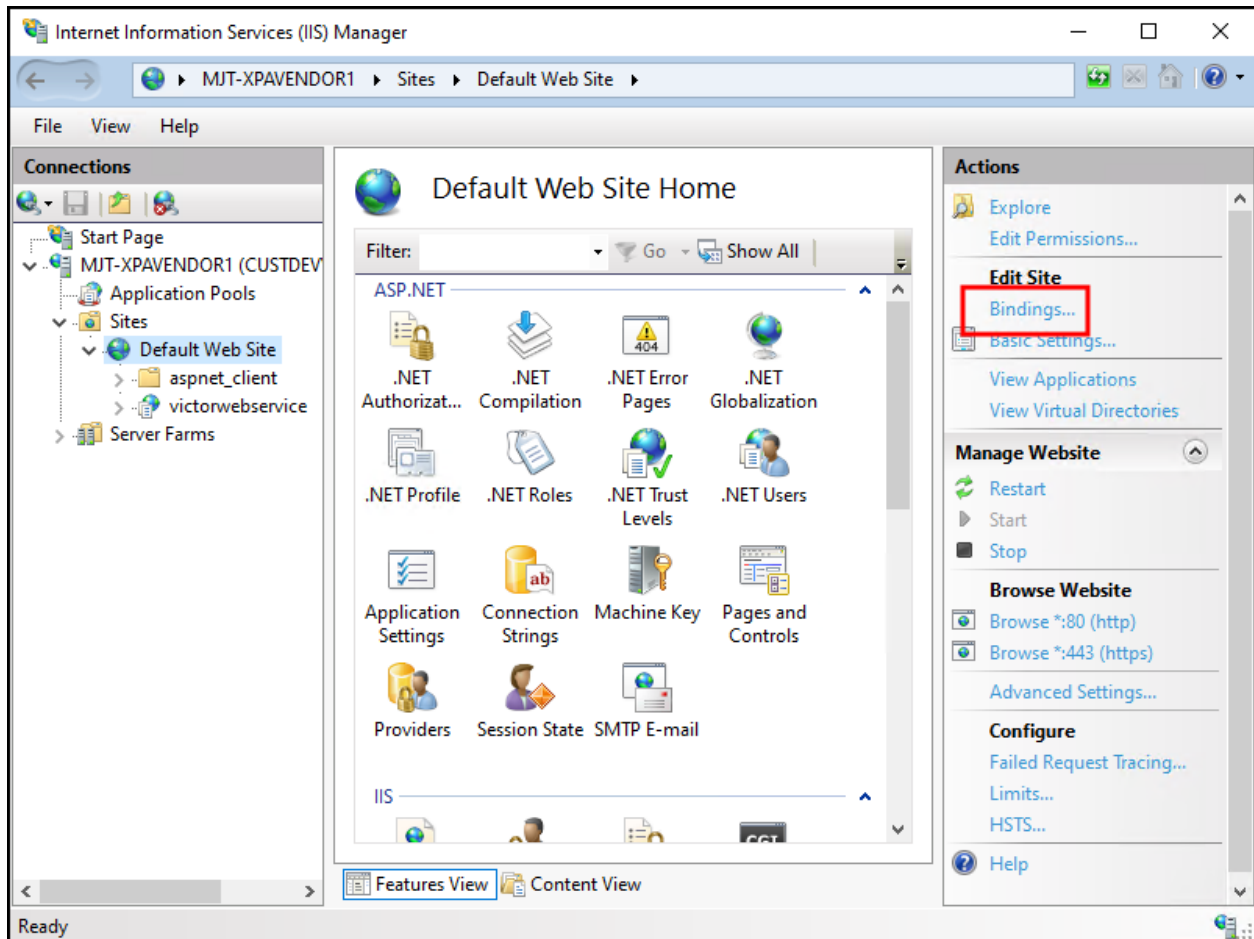 Internet Information Services (IIS) Manager
MJT-XPAVENDOR1 Sites Default Web Site
File View Help
Connections
Start Page
MJT-XPAVENDOR1 (CUSTDEV
Application Pools
Sites
Default Web Site
aspnet_client
victorwebservice
Server Farms
Default Web Site Home
Filter: Go Show All
ASP.NET
.NET Authorizat...
.NET Compilation
.NET Error Pages
404
.NET Globalization
.NET Profile
.NET Roles
.NET Trust Levels
.NET Users
Application Settings
Connection Strings
ab
Machine Key
Pages and Controls
Providers
Session State
SMTP E-mail
IIS
CGI
Features View
Content View
Actions
Explore
Edit Permissions...
Edit Site
Bindings...
Basic Settings...
View Applications
View Virtual Directories
Manage Website
Restart
Start
Stop
Browse Website
Browse *:80 (http)
Browse *:443 (https)
Advanced Settings...
Configure
Failed Request Tracing...
Limits...
HSTS...
Help
Ready